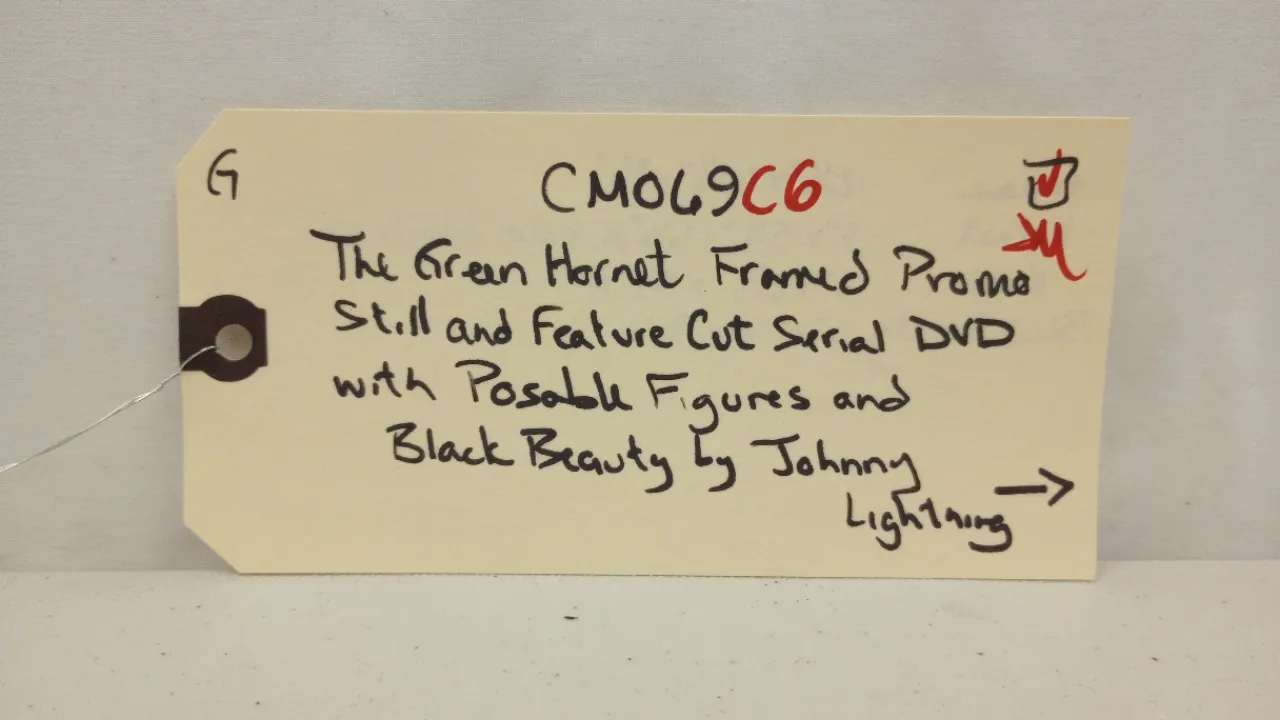 G
CM069C6
The Green Hornet Framed Promo
Still and Feature Cut Serial DVD
with Posable Figures and
Black Beauty by Johnny
Lightning →